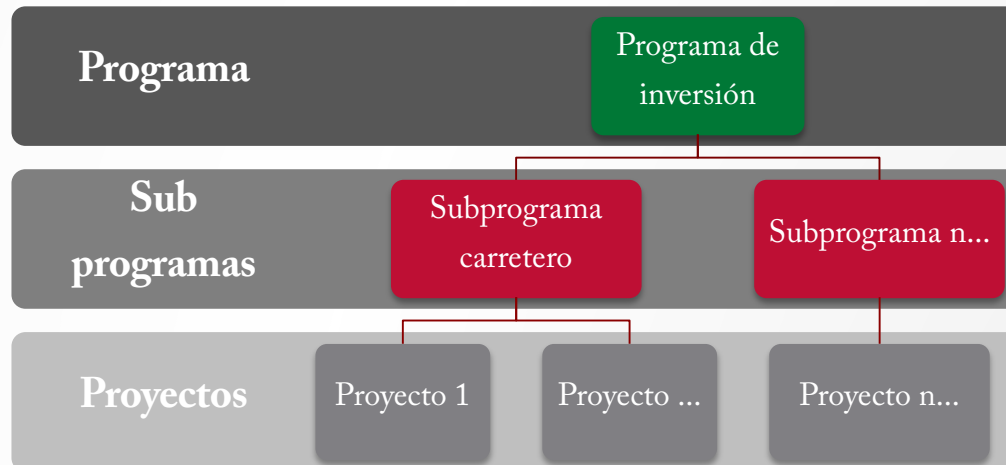 Programa
Programa de
inversión
Sub
programas
Subprograma
carretero
Subprograma n...
Proyectos
Proyecto 1
Proyecto ...
Proyecto n...